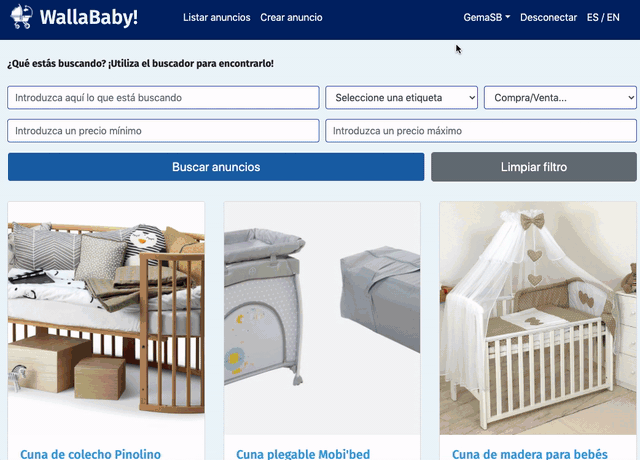 WallaBaby! Listar anuncios Crear anuncio GemaSB Desconectar ES / EN
¿Qué estás buscando? ¡Utiliza el buscador para encontrarlo!
Introduzca aquí lo que está buscando Seleccione una etiqueta Compra/Venta...
Introduzca un precio mínimo Introduzca un precio máximo
Buscar anuncios Limpiar filtro
Cuna de colecho Pinolino Cuna plegable Mobi'bed Cuna de madera para bebés